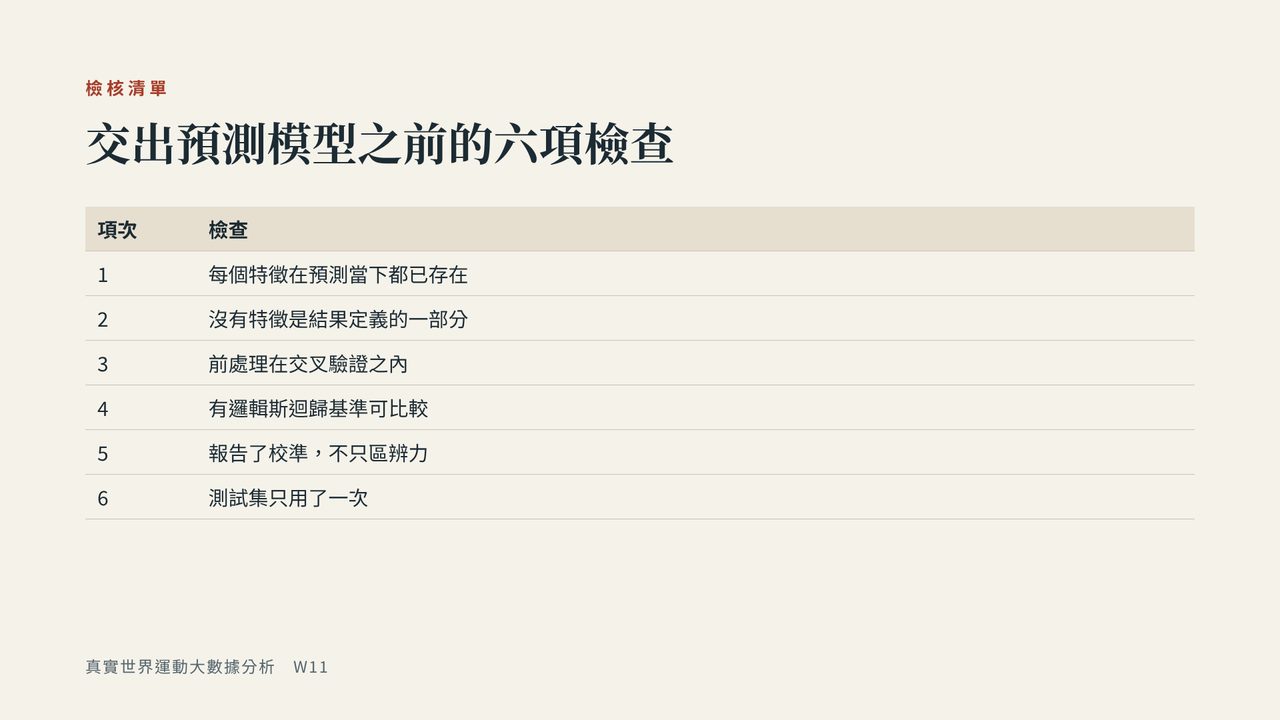 檢核清單
交出預測模型之前的六項檢查
項次 檢查
1 每個特徵在預測當下都已存在
2 沒有特徵是結果定義的一部分
3 前處理在交叉驗證之內
4 有邏輯斯迴歸基準可比較
5 報告了校準，不只區辨力
6 測試集只用了一次
真實世界運動大數據分析 W11